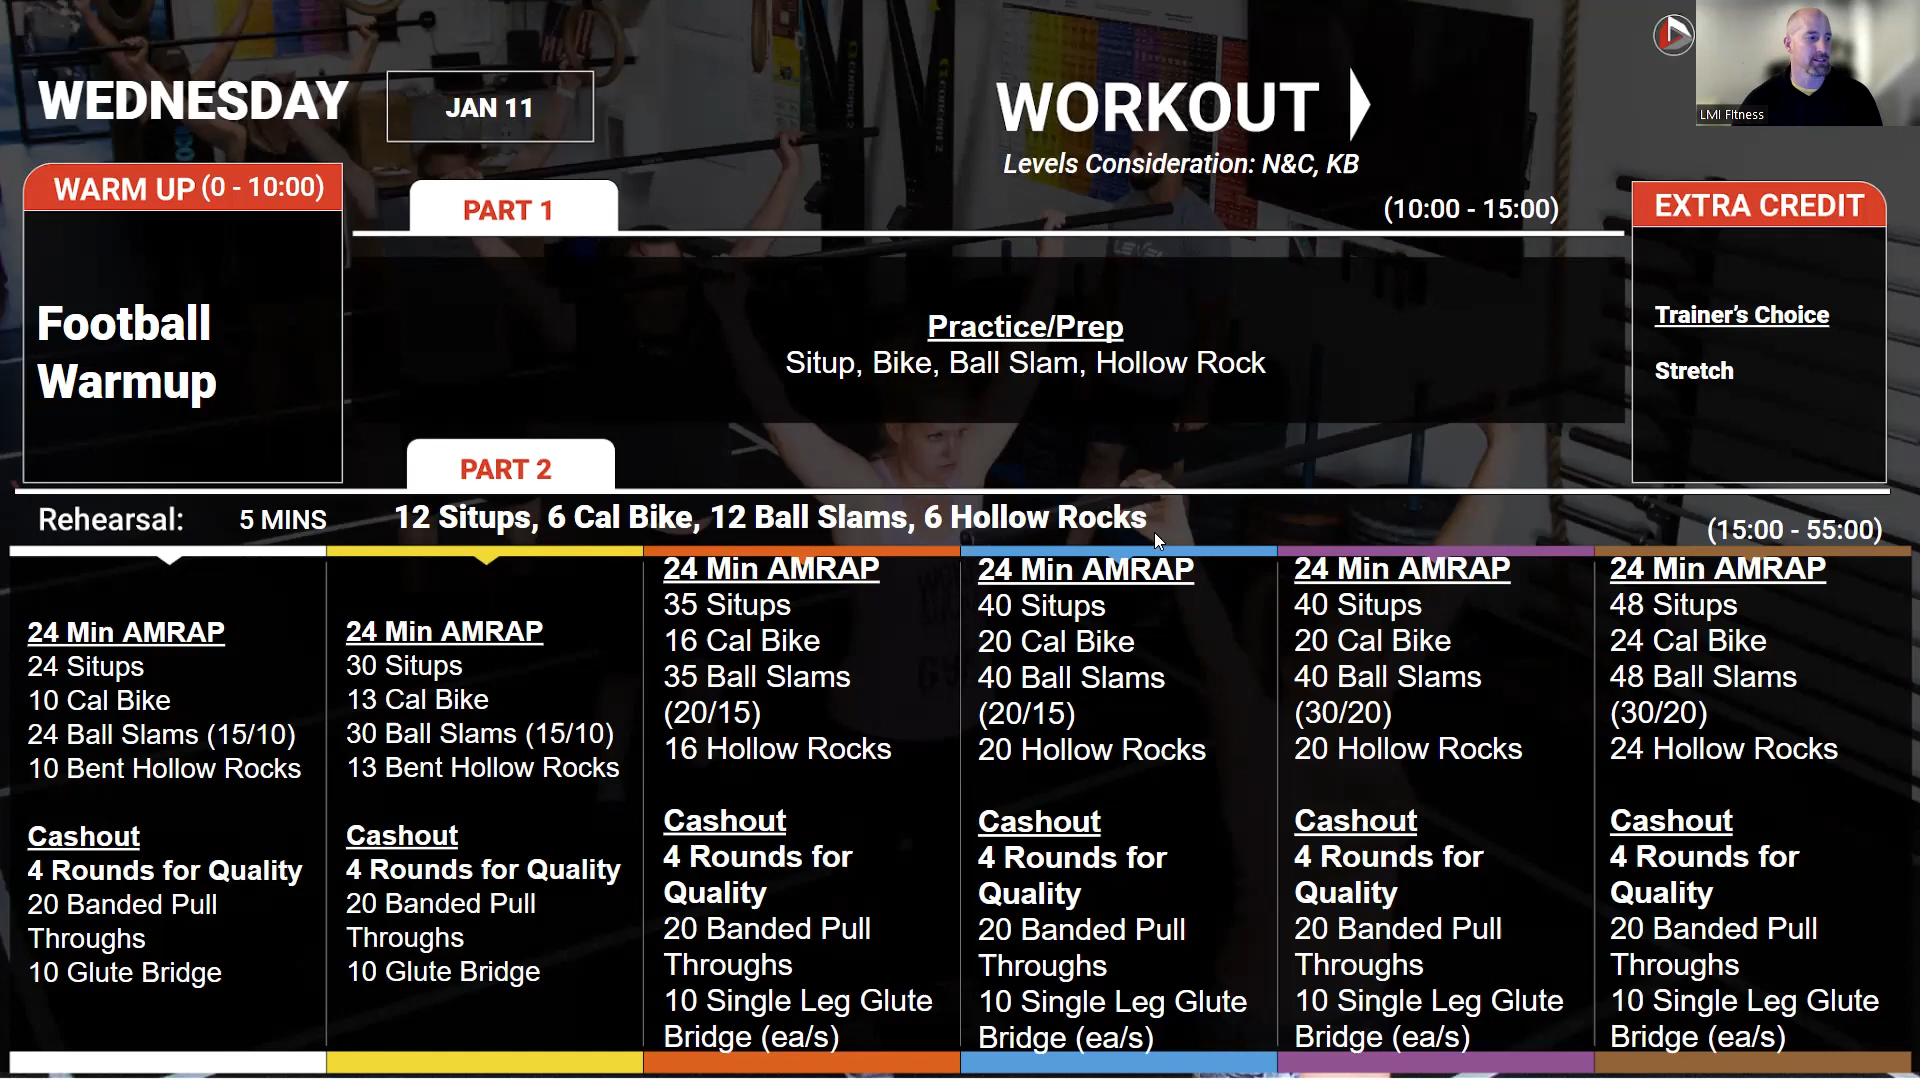 WEDNESDAY
JAN 11
WORKOUT
Levels Consideration: N&C, KB
LMI FItness
WARM UP (0 - 10:00)
Football
Warmup
PART 1
(10:00 - 15:00)
Practice/Prep
Situp, Bike, Ball Slam, Hollow Rock
EXTRA CREDIT
Trainer's Choice
Stretch
PART 2
Rehearsal: 5 MINS
12 Situps, 6 Cal Bike, 12 Ball Slams, 6 Hollow Rocks
(15:00 - 55:00)
24 Min AMRAP
24 Situps
10 Cal Bike
24 Ball Slams (15/10)
10 Bent Hollow Rocks
Cashout
4 Rounds for Quality
20 Banded Pull
Throughs
10 Glute Bridge
24 Min AMRAP
30 Situps
13 Cal Bike
30 Ball Slams (15/10)
13 Bent Hollow Rocks
Cashout
4 Rounds for Quality
20 Banded Pull
Throughs
10 Glute Bridge
24 Min AMRAP
35 Situps
16 Cal Bike
35 Ball Slams
(20/15)
16 Hollow Rocks
Cashout
4 Rounds for
Quality
20 Banded Pull
Throughs
10 Single Leg Glute
Bridge (ea/s)
24 Min AMRAP
40 Situps
20 Cal Bike
40 Ball Slams
(20/15)
20 Hollow Rocks
Cashout
4 Rounds for
Quality
20 Banded Pull
Throughs
10 Single Leg Glute
Bridge (ea/s)
24 Min AMRAP
40 Situps
20 Cal Bike
40 Ball Slams
(30/20)
20 Hollow Rocks
Cashout
4 Rounds for
Quality
20 Banded Pull
Throughs
10 Single Leg Glute
Bridge (ea/s)
24 Min AMRAP
48 Situps
24 Cal Bike
48 Ball Slams
(30/20)
24 Hollow Rocks
Cashout
4 Rounds for
Quality
20 Banded Pull
Throughs
10 Single Leg Glute
Bridge (ea/s)